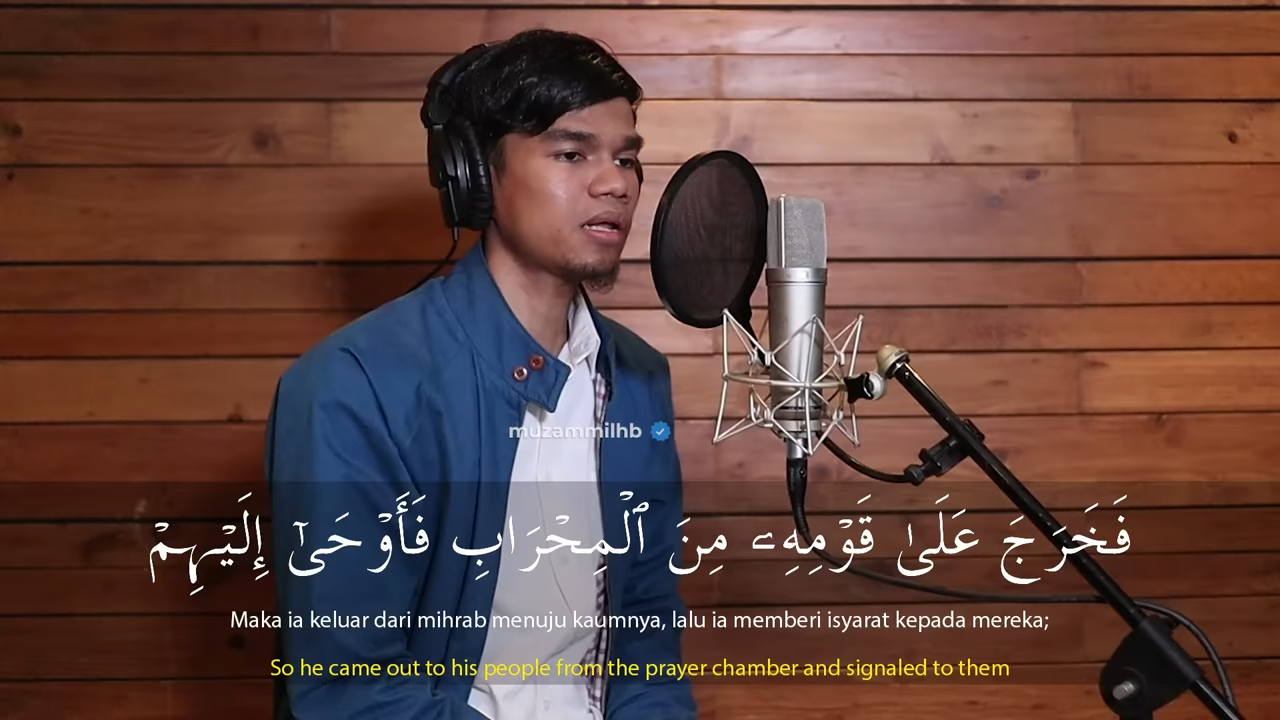 muzammilhb
فَخَرَجَ عَلَىٰ قَوْمِهِۦ مِنَ ٱلْمِحْرَابِ فَأَوْحَىٰٓ إِلَيْهِمْ
Maka ia keluar dari mihrab menuju kaumnya, lalu ia memberi isyarat kepada mereka;
So he came out to his people from the prayer chamber and signaled to them